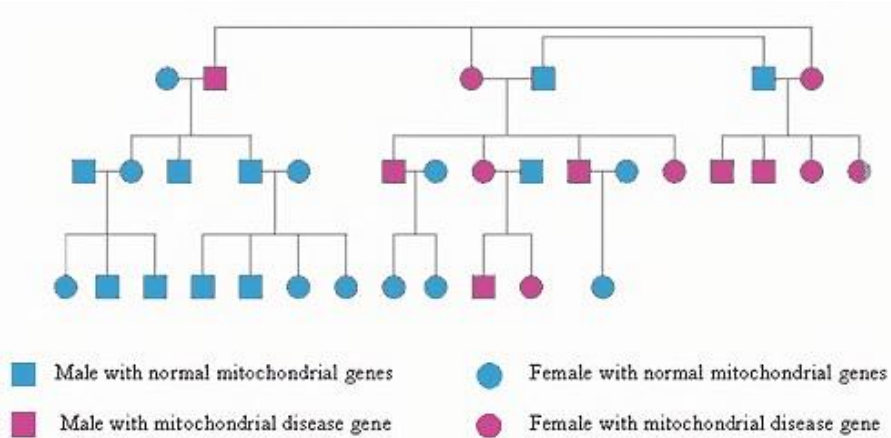 Male with normal mitochondrial genes
Female with normal mitochondrial genes
Male with mitochondrial disease gene
Female with mitochondrial disease gene